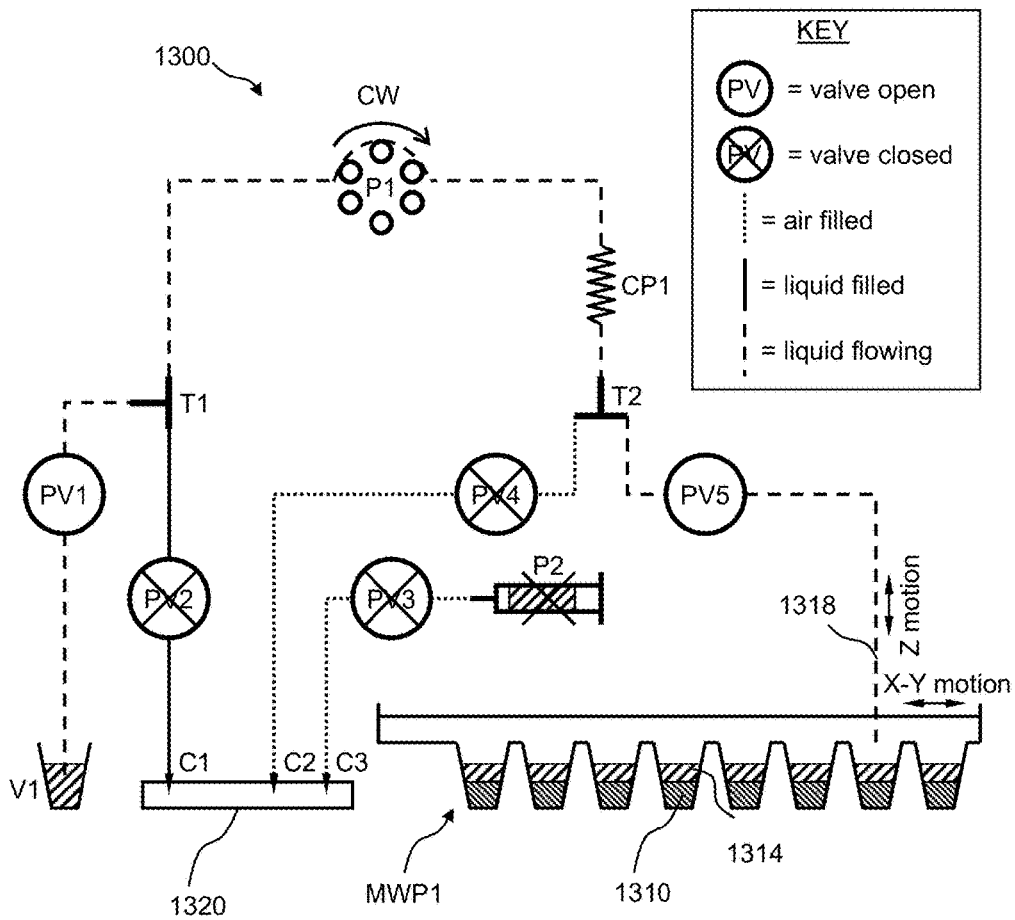 KEY
1300
CW
PV = valve open
PV = valve closed
P1
= air filled
CP1
= liquid filled
= liquid flowing
T1
T2
PV1
PV4
PV5
P2
PV2
PV3
1318
Z motion
X-Y motion
V1
C1
C2
C3
1314
1310
MWP1
1320